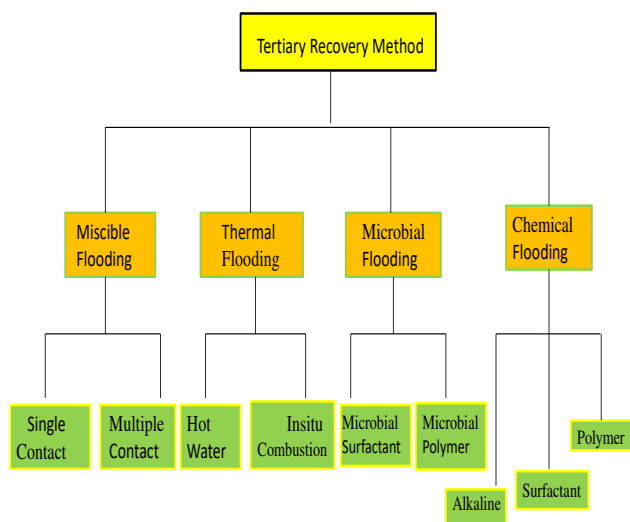 Tertiary Recovery Method
Miscible
Flooding
Thermal
Flooding
Microbial
Flooding
Chemical
Flooding
Single
Contact
Multiple
Contact
Hot
Water
Insitu
Combustion
Microbial
Surfactant
Microbial
Polymer
Alkaline
Surfactant
Polymer